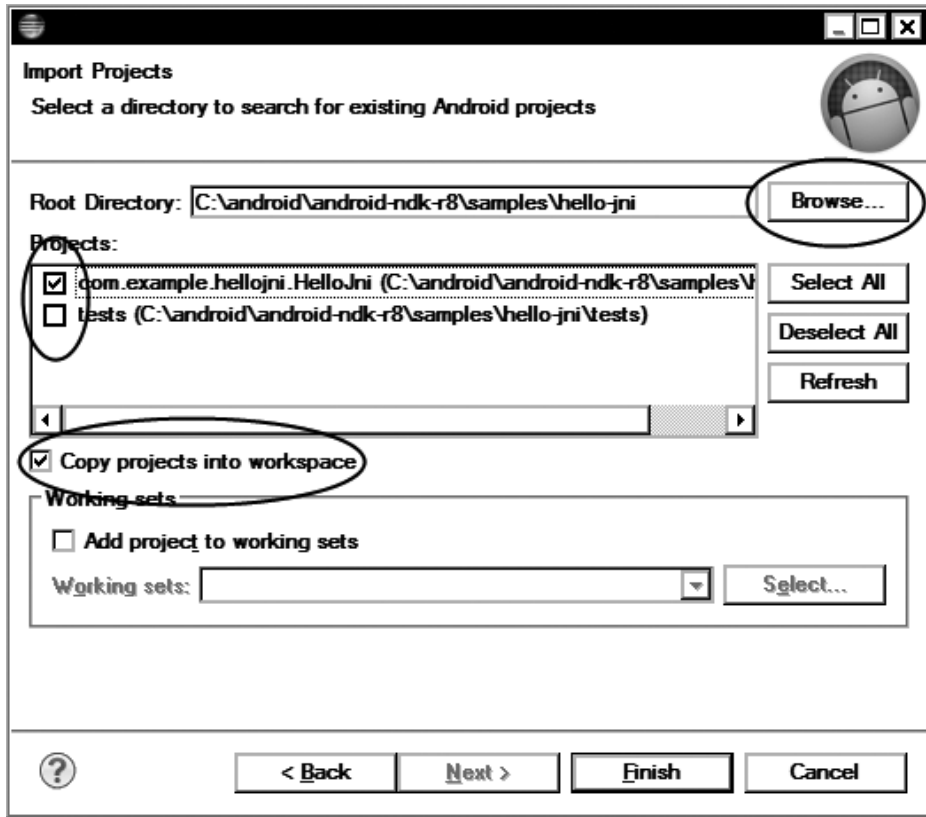 Import Projects
Select a directory to search for existing Android projects
Root Directory: C:\android\android-ndk-r8\samples\hello-jni Browse...
Projects:
com.example.hellojni.HelloJni (C:\android\android-ndk-r8\samples\h Select All
tests (C:\android\android-ndk-r8\samples\hello-jni\tests)
Deselect All
Refresh
Copy projects into workspace
Working sets
Add project to working sets
Working sets: Select...
? < Back Next > Finish Cancel